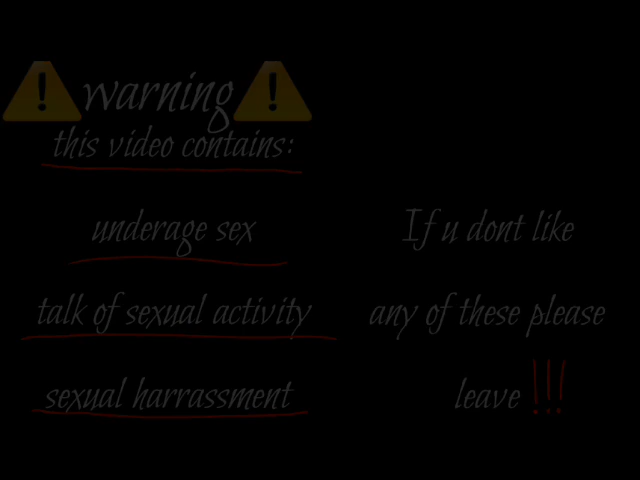 ⚠warning⚠
this video contains:
underage sex
talk of sexual activity
sexual harrassment
If u dont like
any of these please
leave !!!